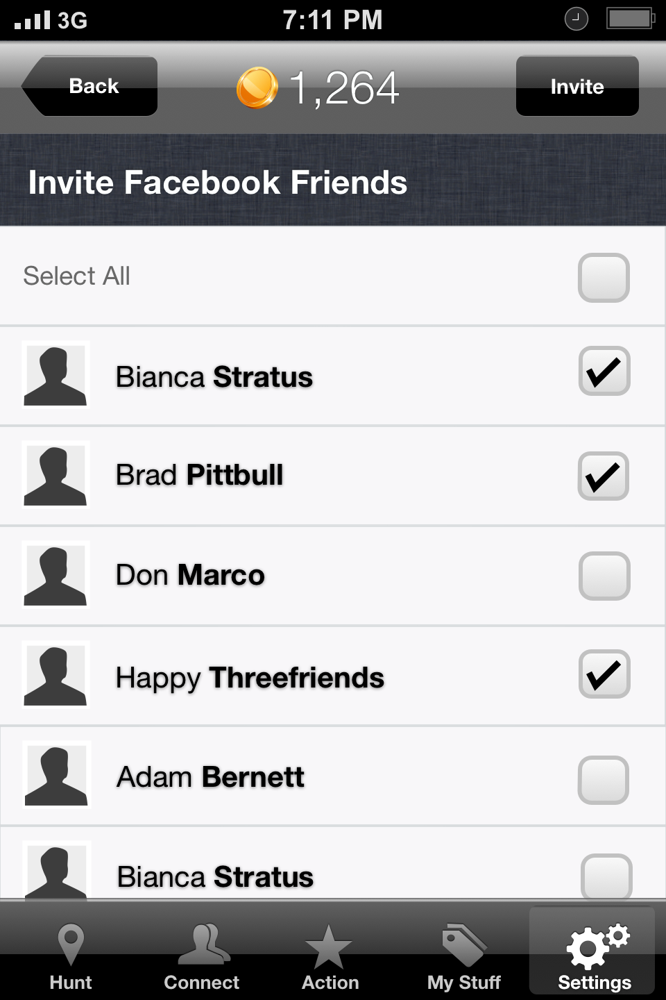 3G 7:11 PM
Back 1,264 Invite
Invite Facebook Friends
Select All
Bianca Stratus
Brad Pittbull
Don Marco
Happy Threefriends
Adam Bernett
Bianca Stratus
Hunt Connect Action My Stuff Settings